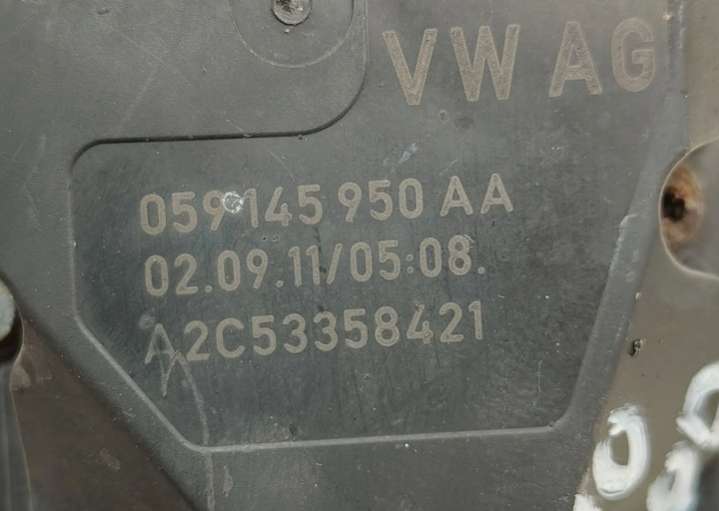 VW AG
059 145 950 AA
02.09.11/05:08.
A2C53358421